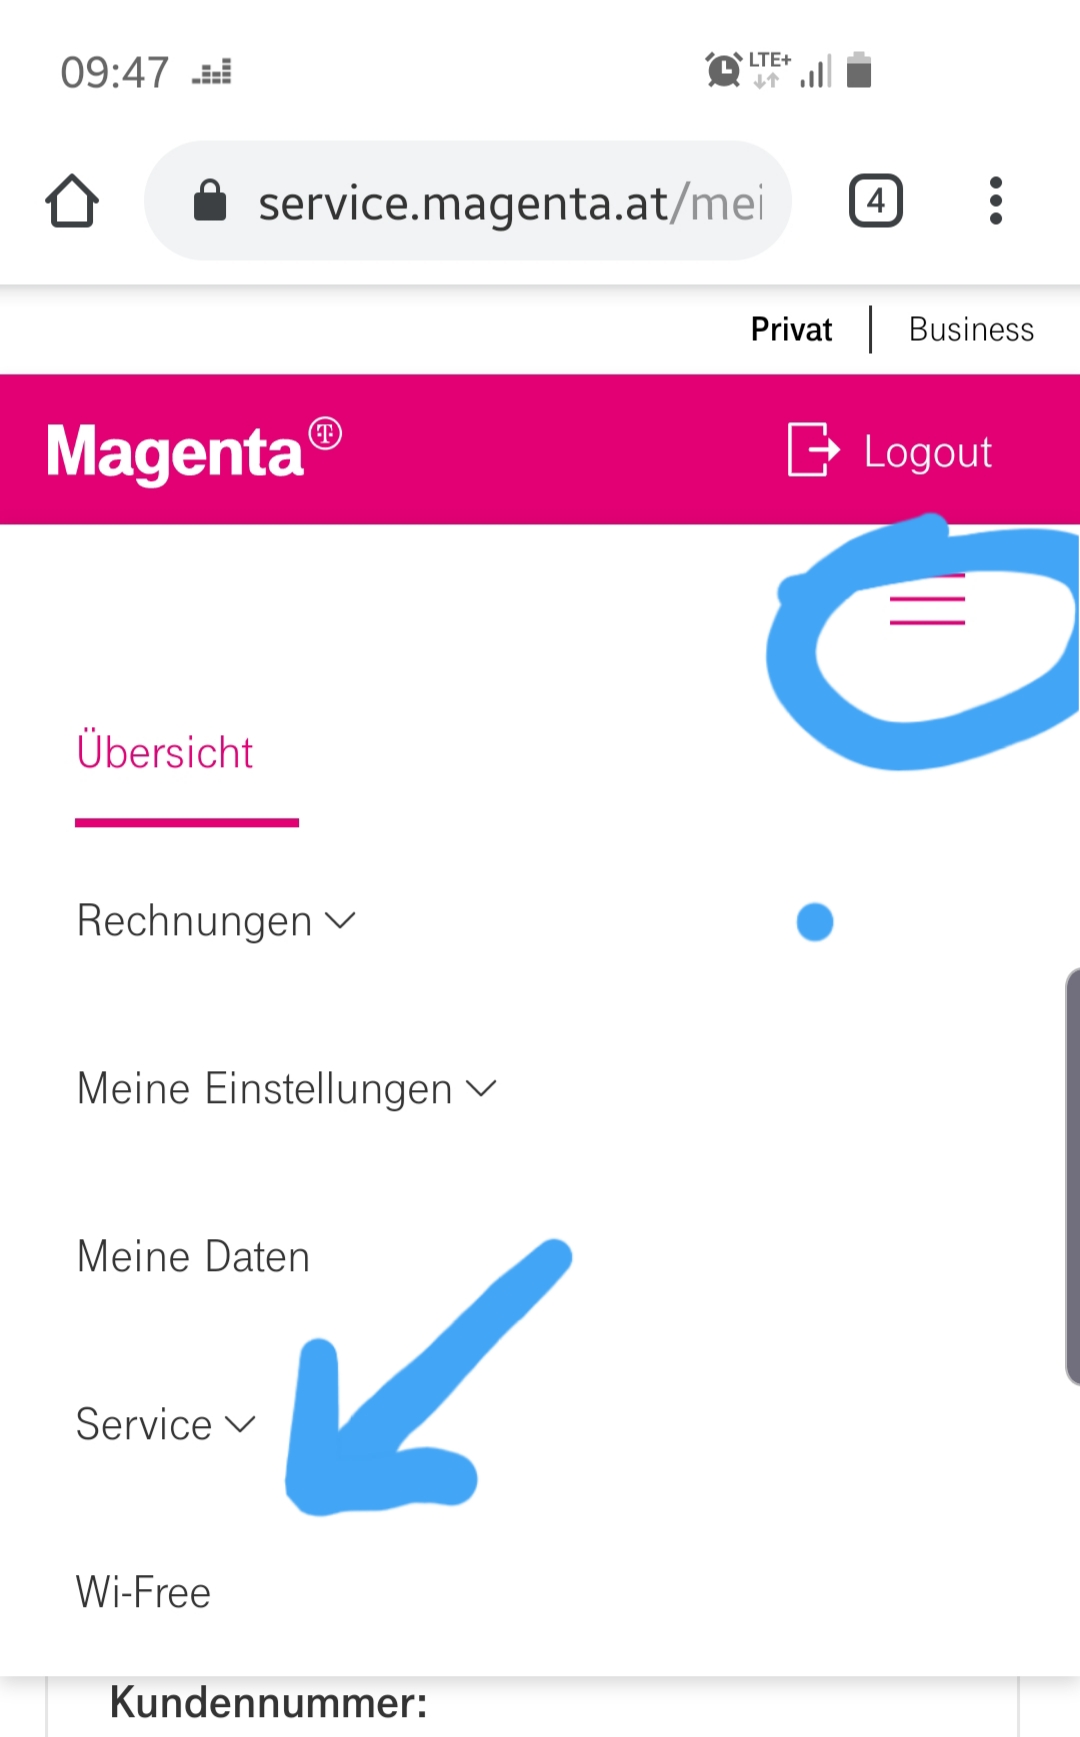 09:47 LTE+
service.magenta.at/mei
4
Privat | Business
Magenta® Logout
Übersicht
Rechnungen
Meine Einstellungen
Meine Daten
Service
Wi-Free
Kundennummer: